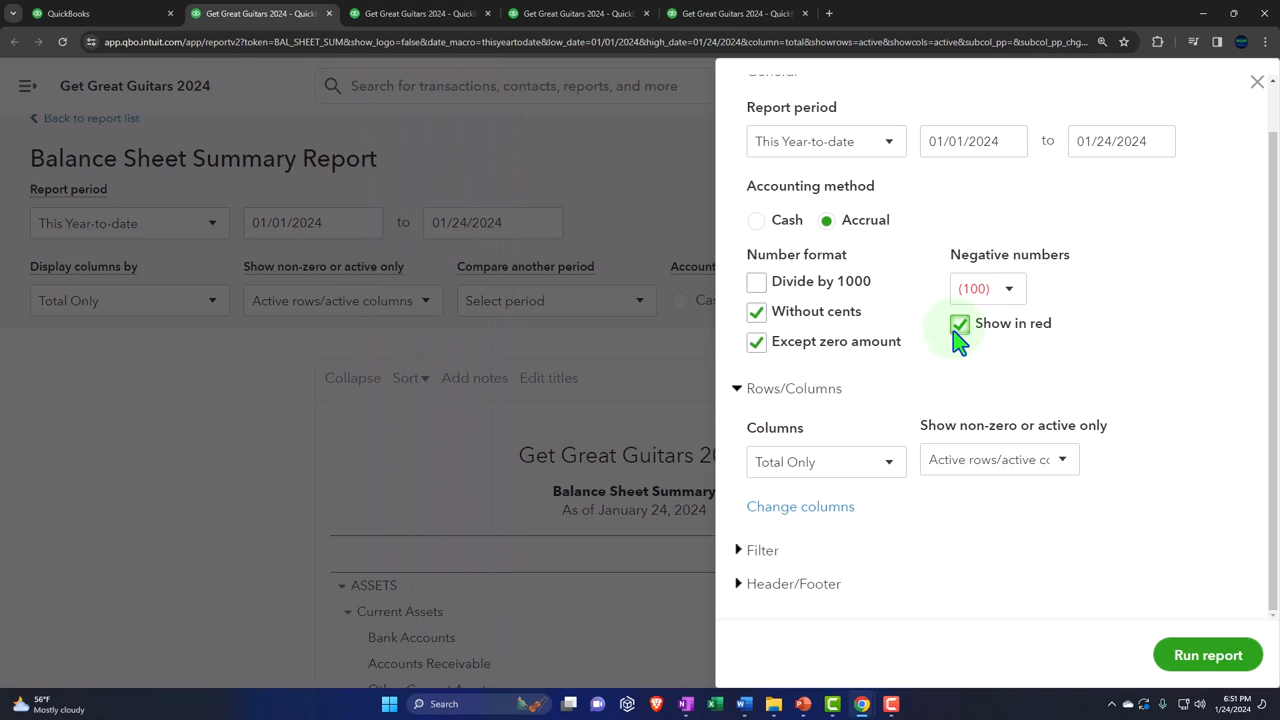 QuickBooks
Get Great Guitars 2024
Get Great Guitars 2024
Get Great Guitars 2024
Get Great Guitars 2024
app.qbo.intuit.com/app/reportv2?token=BAL_SHEET_SUM&show_logo=false&date_macro=thisyeartodate&low_date=01/01/2024&high_date=01/24/2024&column=total&showrows=active&showcols=active&subcol_pp=&subcol_pp_chg...
Get Great Guitars 2024
Search for transactions, contacts, reports, and more
Back to report list
Balance Sheet Summary Report
Report period
This Year-to-date
01/01/2024
to
01/24/2024
Display columns by
Show non-zero or active only
Compare another period
Total Only
Active rows/active columns
Select period
Collapse
Sort
Add notes
Edit titles
Balance Sheet Summary
As of January 24, 2024
ASSETS
Current Assets
Bank Accounts
Accounts Receivable
General
Report period
This Year-to-date
01/01/2024
to
01/24/2024
Accounting method
Cash
Accrual
Number format
Negative numbers
Divide by 1000
(100)
Without cents
Show in red
Except zero amount
Rows/Columns
Columns
Show non-zero or active only
Total Only
Active rows/active co
Change columns
Filter
Header/Footer
Run report
56°F
Mostly cloudy
Search
6:51 PM
1/24/2024